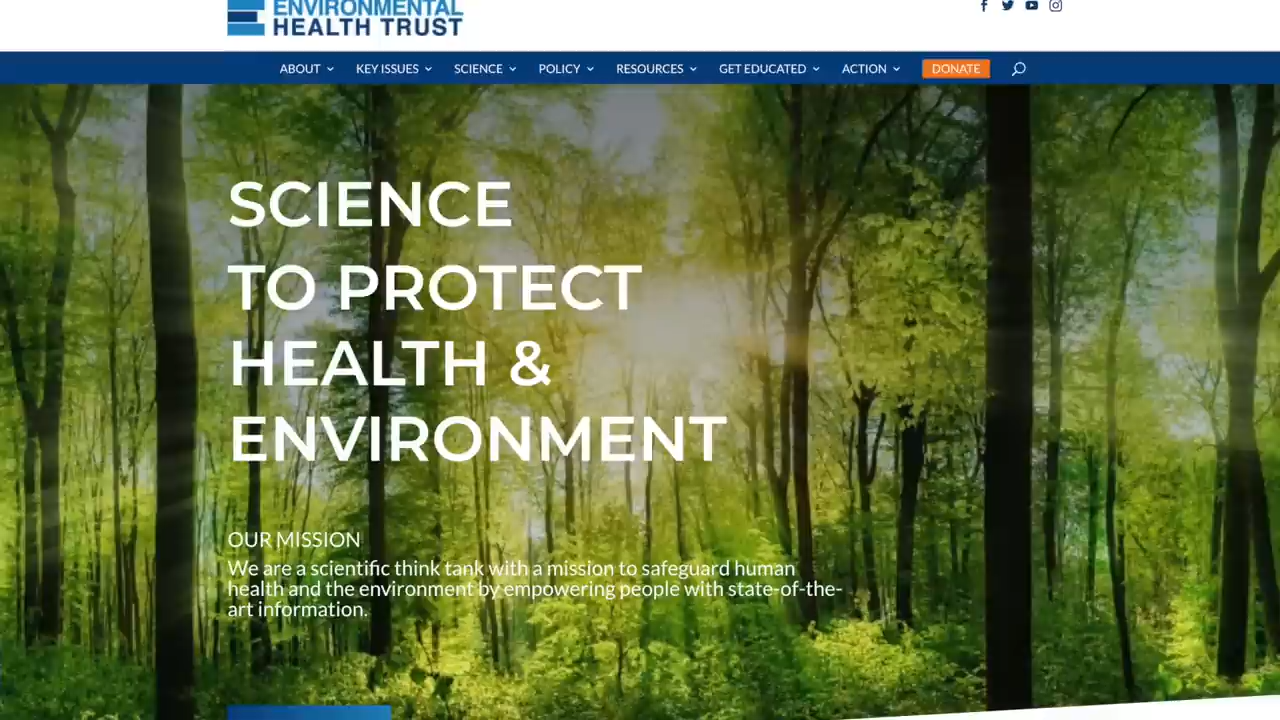 ENVIRONMENTAL
HEALTH TRUST
ABOUT KEY ISSUES SCIENCE POLICY RESOURCES GET EDUCATED ACTION DONATE
SCIENCE
TO PROTECT
HEALTH &
ENVIRONMENT
OUR MISSION
We are a scientific think tank with a mission to safeguard human
health and the environment by empowering people with state-of-the-
art information.